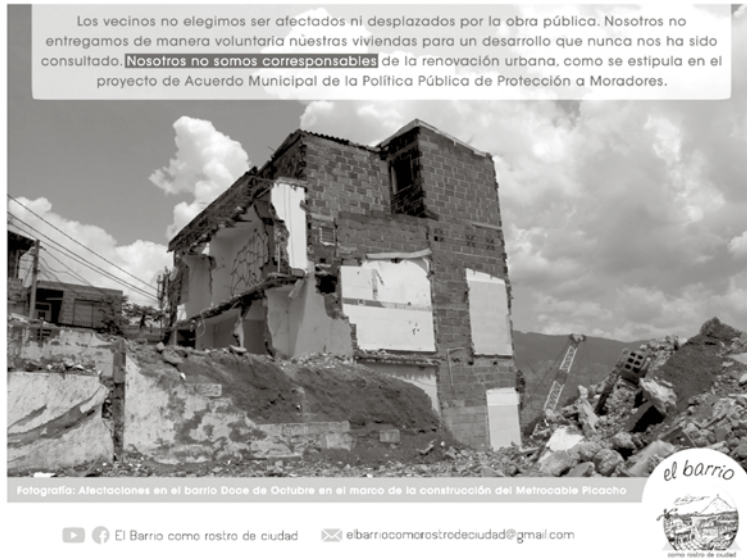 Los vecinos no elegimos ser afectados ni desplazados por la obra pública. Nosotros no
entregamos de manera voluntaria nuestras viviendas para un desarrollo que nunca nos ha sido
consultado. Nosotros no somos corresponsables de la renovación urbana, como se estipula en el
proyecto de Acuerdo Municipal de la Política Pública de Protección a Moradores.
Fotografía: Afectaciones en el barrio Doce de Octubre en el marco de la construcción del Metrocable Picacho
el barrio
como rostro de ciudad
El Barrio como rostro de ciudad
elbarriocomorostrodeciudad@gmail.com